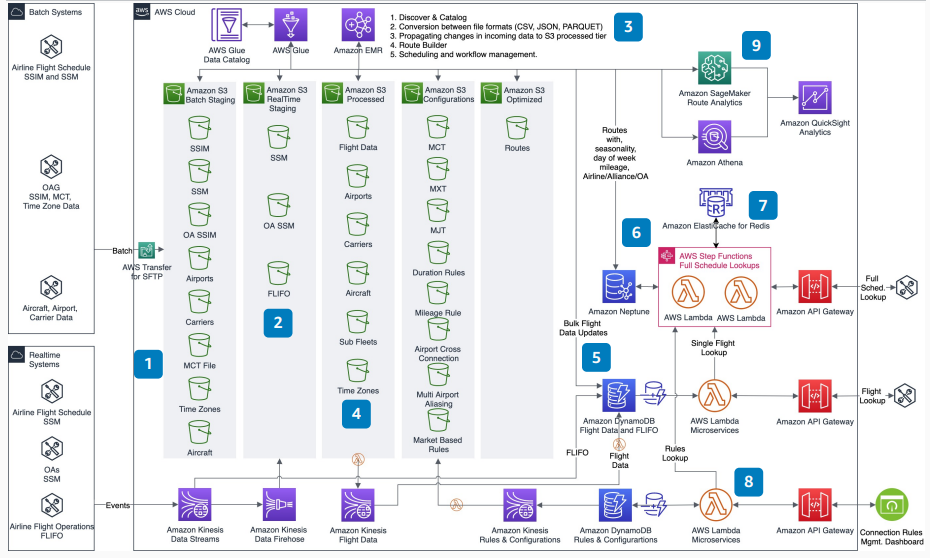 Batch Systems
Airline Flight Schedule
SSIM and SSM
OAG
SSIM, MCT,
Time Zone Data
Aircraft, Airport,
Carrier Data
Realtime
Systems
Airline Flight Schedule
SSM
OAs
SSM
Airline Flight Operations
FLIFO
Batch
AWS Transfer
for SFTP
Events
aws
AWS Cloud
AWS Glue
Data Catalog
AWS Glue
Amazon EMR
1. Discover & Catalog
2. Conversion between file formats (CSV, JSON, PARQUET)
3. Propagating changes in incoming data to S3 processed tier
4. Route Builder
5. Scheduling and workflow management.
3
Amazon S3
Batch Staging
SSIM
SSM
OA SSIM
Airports
Carriers
MCT File
Time Zones
Aircraft
1
Amazon S3
RealTime
Staging
SSM
OA SSM
FLIFO
2
Amazon S3
Processed
Flight Data
Airports
Carriers
Aircraft
Sub Fleets
Time Zones
4
Amazon S3
Configurations
MCT
MXT
MJT
Duration Rules
Mileage Rule
Airport Cross
Connection
Multi Airport
Aliasing
Market Based
Rules
Amazon S3
Optimized
Routes
Routes
with,
seasonality,
day of week
mileage,
Airline/Alliance/OA
9
Amazon SageMaker
Route Analytics
Amazon Athena
Amazon QuickSight
Analytics
7
R
Amazon ElastiCache for Redis
6
Amazon Neptune
AWS Step Functions
Full Schedule Lookups
AWS Lambda
AWS Lambda
Amazon API Gateway
Full
Sched.
Lookup
Bulk Flight
Data Updates
5
Single Flight
Lookup
Amazon DynamoDB
Flight Data and FLIFO
AWS Lambda
Microservices
Amazon API Gateway
Flight
Lookup
FLIFO
Flight
Data
Rules
Lookup
8
Amazon Kinesis
Data Streams
Amazon Kinesis
Data Firehose
Amazon Kinesis
Flight Data
Amazon Kinesis
Rules & Configurations
Amazon DynamoDB
Rules & Configurartions
AWS Lambda
Microservices
Amazon API Gateway
Connection Rules
Mgmt. Dashboard